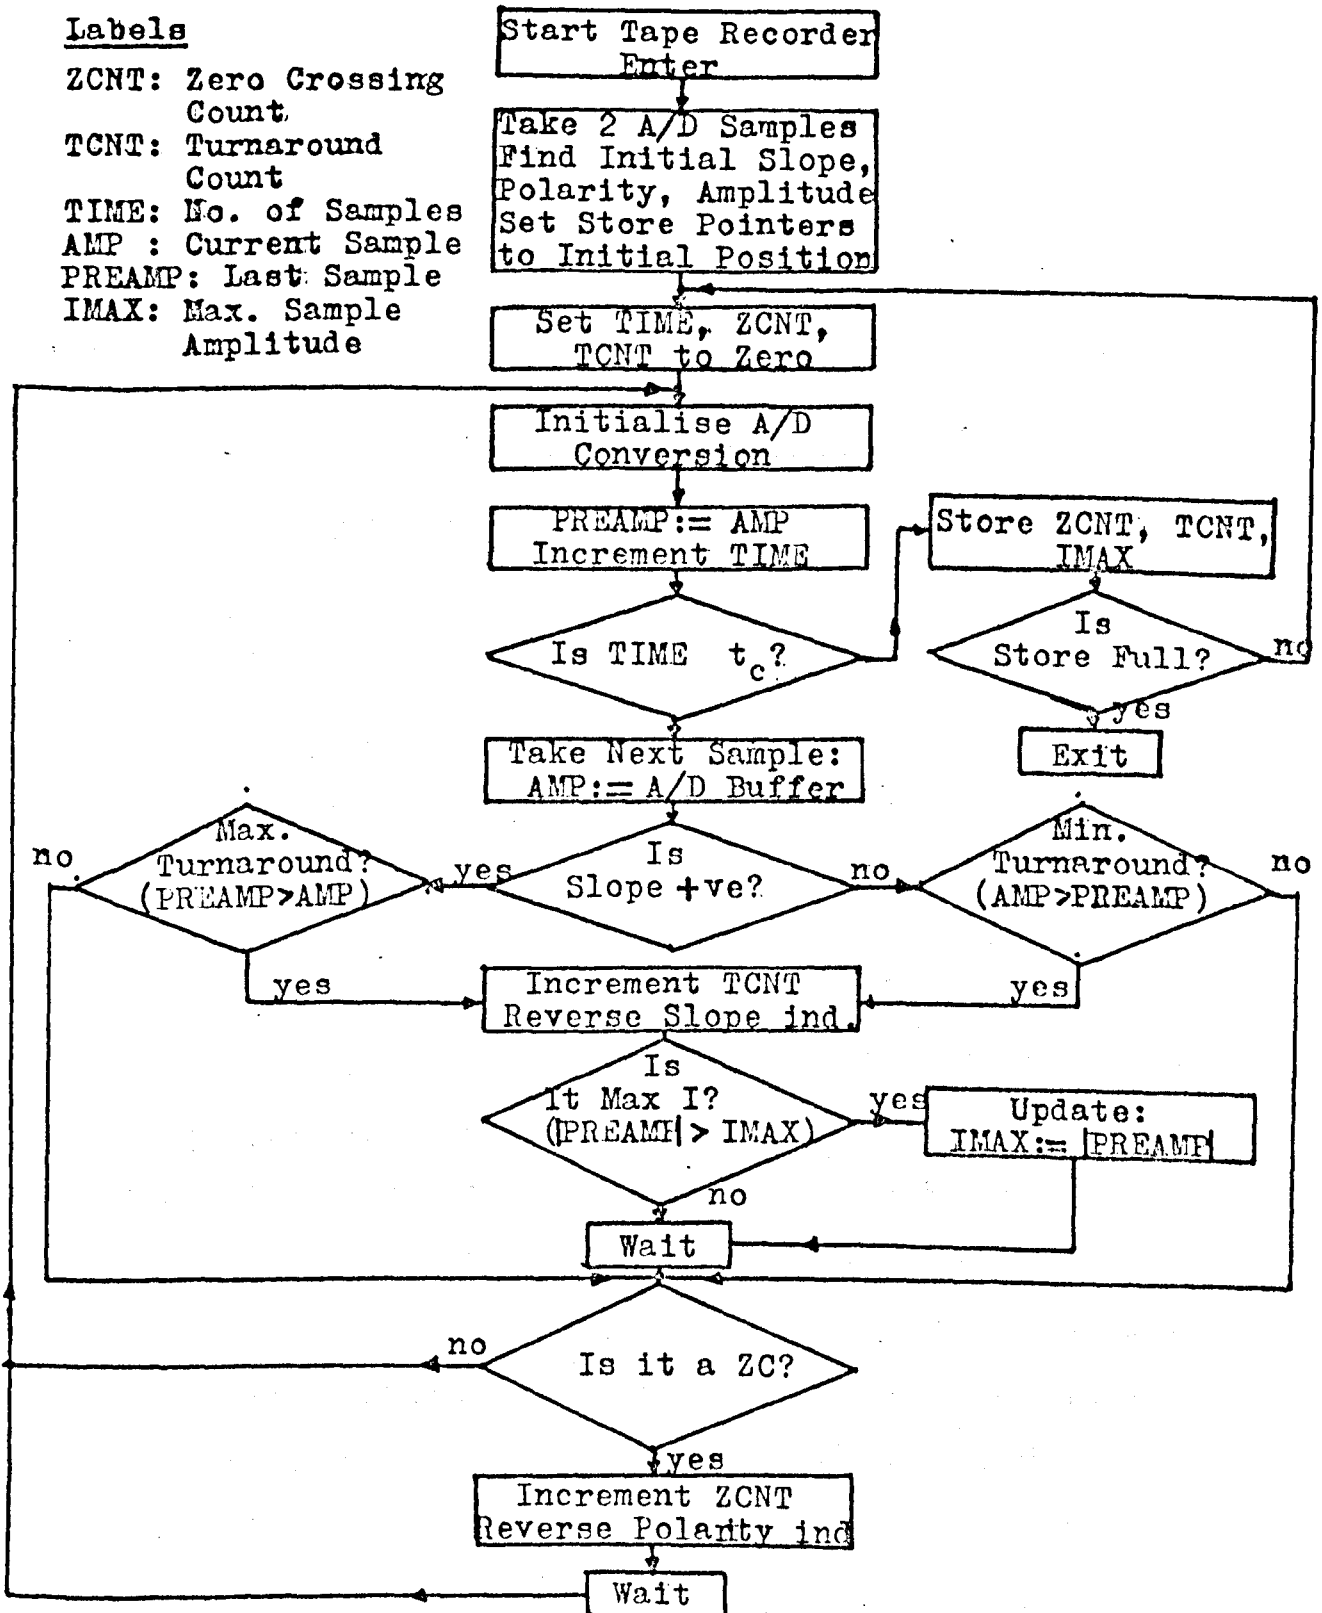 Labels
ZCNT: Zero Crossing
Count
TCNT: Turnaround
Count
TIME: No. of Samples
AMP : Current Sample
PREAMP: Last Sample
IMAX: Max. Sample
Amplitude
Start Tape Recorder
Enter
Take 2 A/D Samples
Find Initial Slope,
Polarity, Amplitude
Set Store Pointers
to Initial Position
Set TIME, ZCNT,
TCNT to Zero
Initialise A/D
Conversion
PREAMP:= AMP
Increment TIME
Store ZCNT, TCNT,
IMAX
Is TIME t_c?
Is
Store Full?
no
yes
Exit
Take Next Sample:
AMP:= A/D Buffer
no
Max.
Turnaround?
(PREAMP>AMP)
yes
Is
Slope +ve?
no
Min.
Turnaround?
(AMP>PREAMP)
no
yes
Increment TCNT
Reverse Slope ind.
yes
Is
It Max I?
(|PREAMP| > IMAX)
yes
Update:
IMAX:= |PREAMP|
no
Wait
no
Is it a ZC?
yes
Increment ZCNT
Reverse Polarity ind
Wait